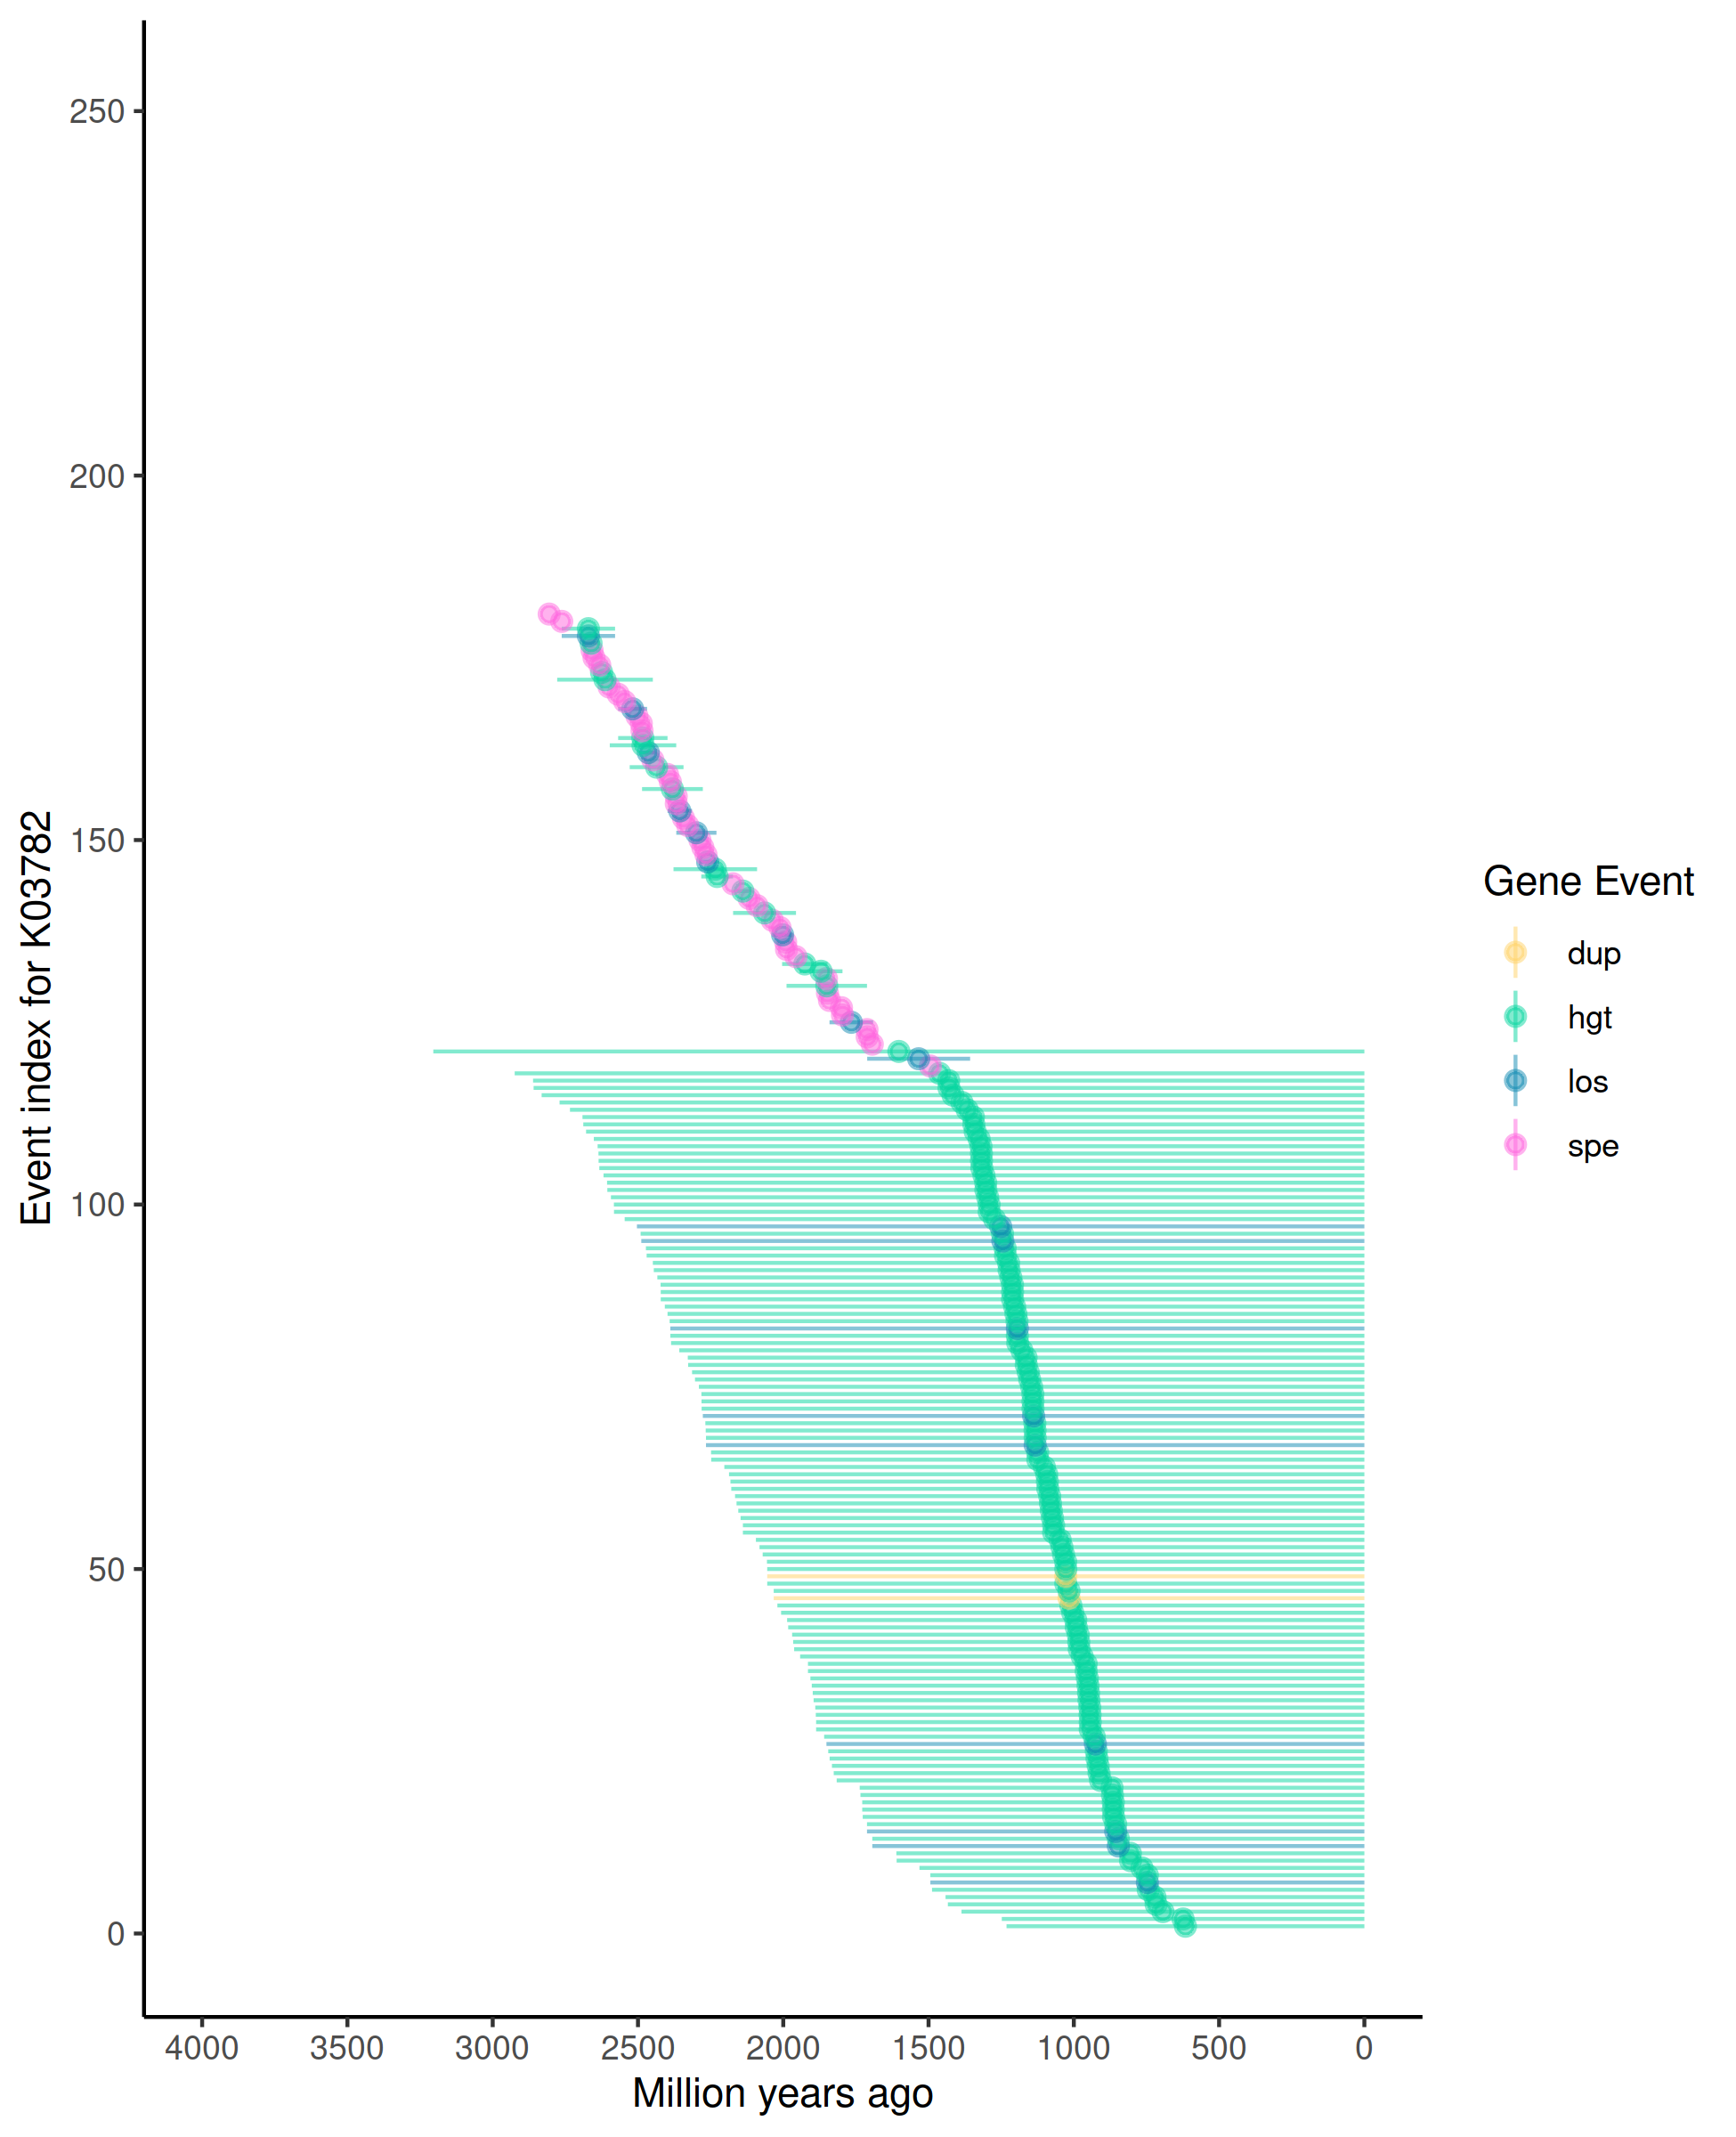 Event index for K03782
250
200
150
100
50
0
4000 3500 3000 2500 2000 1500 1000 500 0
Million years ago
Gene Event
dup
hgt
los
spe